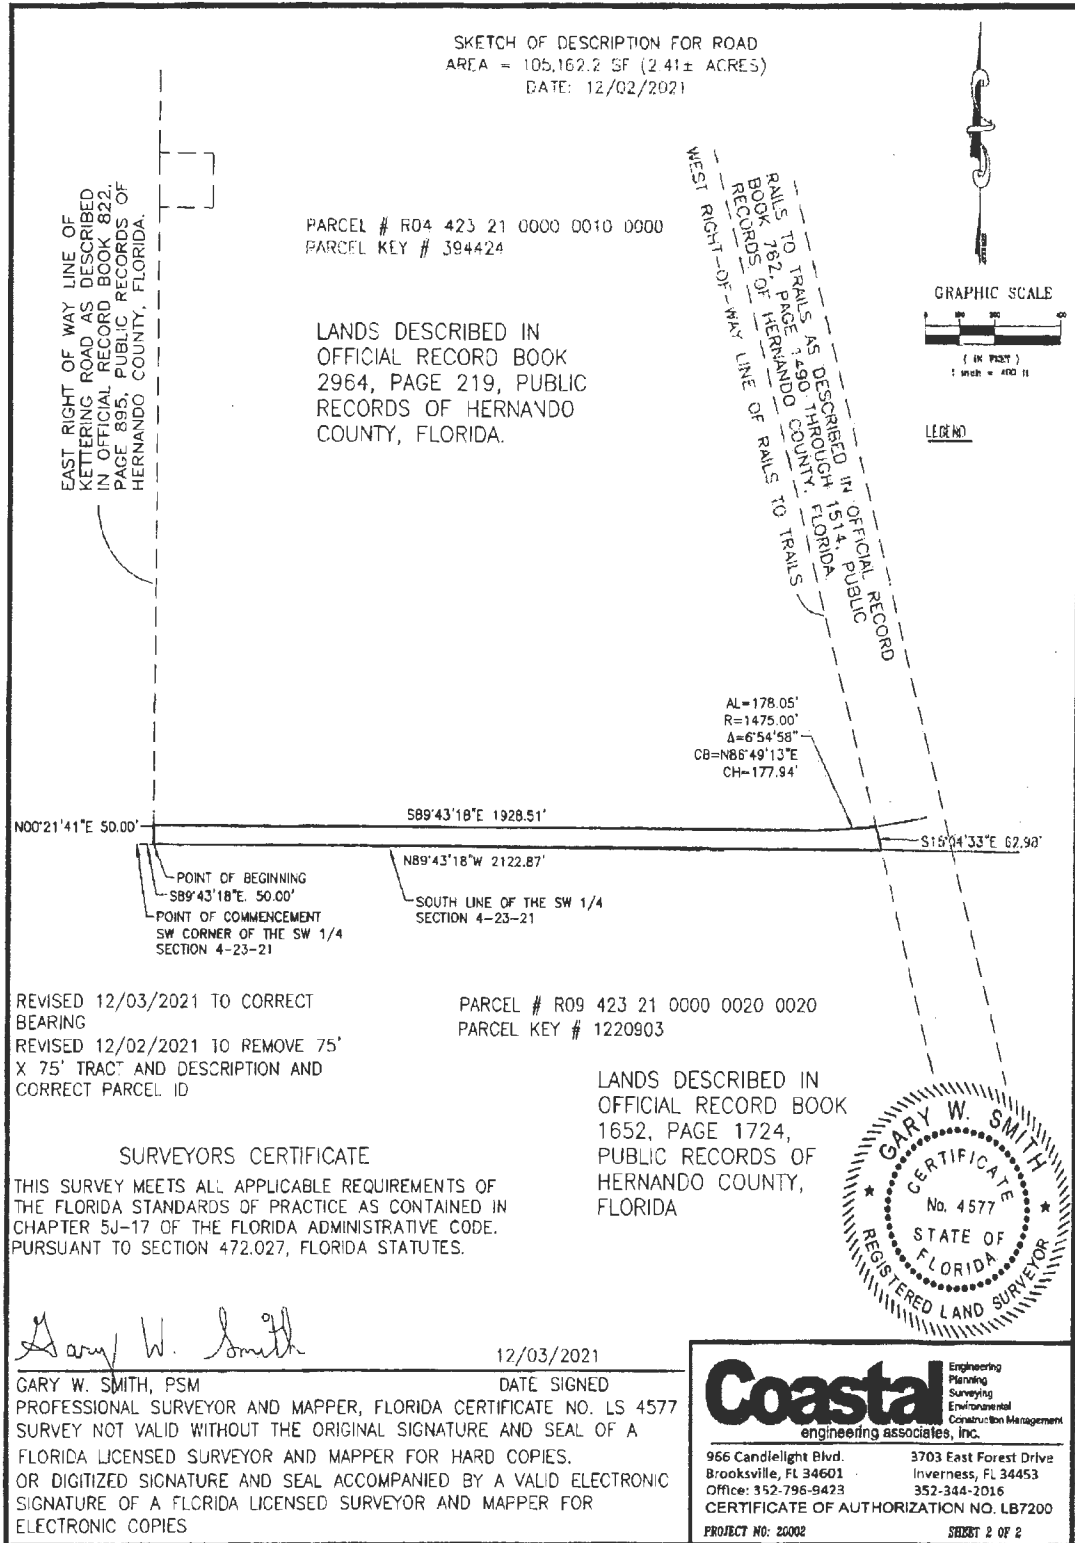 SKETCH OF DESCRIPTION FOR ROAD
AREA = 105,162.2 SF (2.41± ACRES)
DATE: 12/02/2021
EAST RIGHT OF WAY LINE OF
KETTERING ROAD AS DESCRIBED
IN OFFICIAL RECORD BOOK 822,
PAGE 895, PUBLIC RECORDS OF
HERNANDO COUNTY, FLORIDA.
PARCEL # R04 423 21 0000 0010 0000
PARCEL KEY # 394424
LANDS DESCRIBED IN
OFFICIAL RECORD BOOK
2964, PAGE 219, PUBLIC
RECORDS OF HERNANDO
COUNTY, FLORIDA.
RAILS TO TRAILS AS DESCRIBED IN OFFICIAL RECORD
BOOK 762, PAGE 1490 THROUGH 1514, PUBLIC
RECORDS OF HERNANDO COUNTY, FLORIDA.
WEST RIGHT-OF-WAY LINE OF RAILS TO TRAILS
GRAPHIC SCALE
( IN FEET )
1 inch = 400 ft
LEGEND
AL=178.05'
R=1475.00'
Δ=6°54'58"
CB=N86°49'13"E
CH=177.94'
N00°21'41"E 50.00'
S89°43'18"E 1928.51'
S15°04'33"E 62.90'
N89°43'18"W 2122.87'
POINT OF BEGINNING
S89°43'18"E. 50.00'
POINT OF COMMENCEMENT
SW CORNER OF THE SW 1/4
SECTION 4-23-21
SOUTH LINE OF THE SW 1/4
SECTION 4-23-21
REVISED 12/03/2021 TO CORRECT
BEARING
REVISED 12/02/2021 TO REMOVE 75'
X 75' TRACT AND DESCRIPTION AND
CORRECT PARCEL ID
PARCEL # R09 423 21 0000 0020 0020
PARCEL KEY # 1220903
LANDS DESCRIBED IN
OFFICIAL RECORD BOOK
1652, PAGE 1724,
PUBLIC RECORDS OF
HERNANDO COUNTY,
FLORIDA
SURVEYORS CERTIFICATE
THIS SURVEY MEETS ALL APPLICABLE REQUIREMENTS OF
THE FLORIDA STANDARDS OF PRACTICE AS CONTAINED IN
CHAPTER 5J-17 OF THE FLORIDA ADMINISTRATIVE CODE.
PURSUANT TO SECTION 472.027, FLORIDA STATUTES.
GARY W. SMITH
CERTIFICATE
No. 4577
STATE OF
FLORIDA
REGISTERED LAND SURVEYOR
Gary W. Smith
12/03/2021
GARY W. SMITH, PSM DATE SIGNED
PROFESSIONAL SURVEYOR AND MAPPER, FLORIDA CERTIFICATE NO. LS 4577
SURVEY NOT VALID WITHOUT THE ORIGINAL SIGNATURE AND SEAL OF A
FLORIDA LICENSED SURVEYOR AND MAPPER FOR HARD COPIES.
OR DIGITIZED SIGNATURE AND SEAL ACCOMPANIED BY A VALID ELECTRONIC
SIGNATURE OF A FLORIDA LICENSED SURVEYOR AND MAPPER FOR
ELECTRONIC COPIES
Coastal
engineering associates, inc.
Engineering
Planning
Surveying
Environmental
Construction Management
966 Candlelight Blvd. 3703 East Forest Drive
Brooksville, FL 34601 Inverness, FL 34453
Office: 352-796-9423 352-344-2016
CERTIFICATE OF AUTHORIZATION NO. LB7200
PROJECT NO: 20002 SHEET 2 OF 2